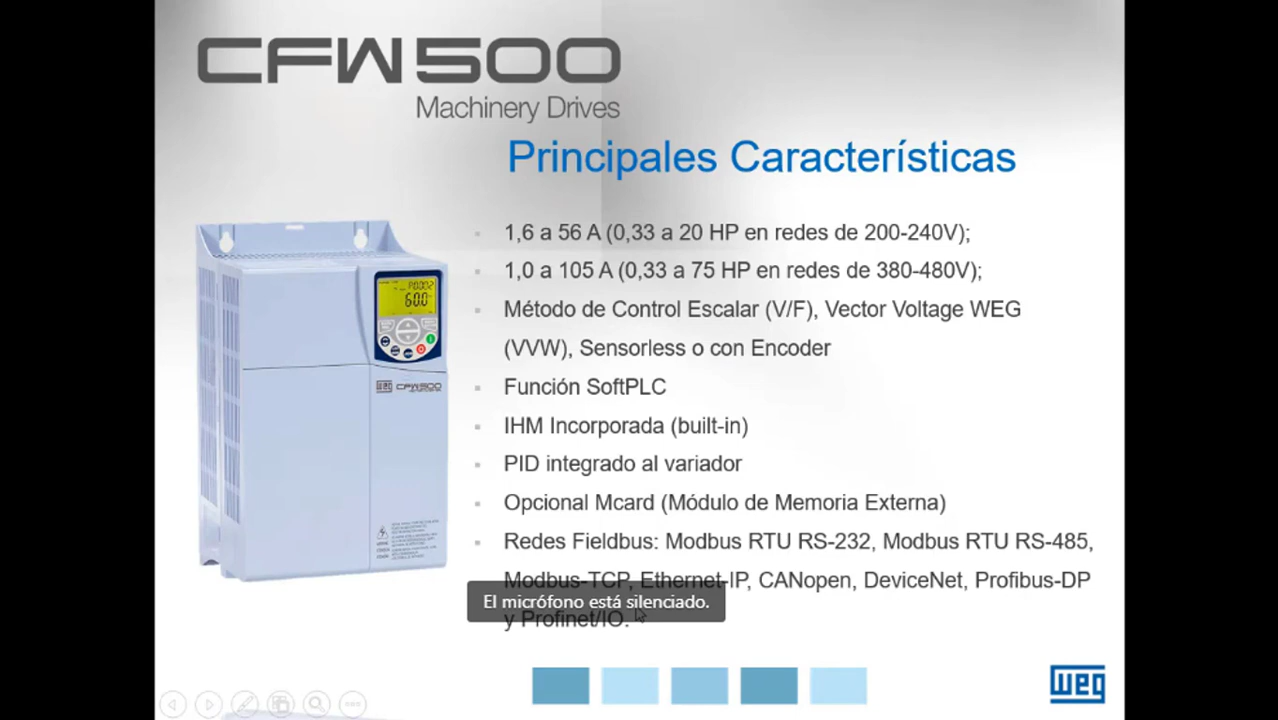 CFW500
Machinery Drives
Principales Características
1,6 a 56 A (0,33 a 20 HP en redes de 200-240V);
1,0 a 105 A (0,33 a 75 HP en redes de 380-480V);
Método de Control Escalar (V/F), Vector Voltage WEG
(VVW), Sensorless o con Encoder
Función SoftPLC
IHM Incorporada (built-in)
PID integrado al variador
Opcional Mcard (Módulo de Memoria Externa)
Redes Fieldbus: Modbus RTU RS-232, Modbus RTU RS-485,
Modbus-TCP, Ethernet-IP, CANopen, DeviceNet, Profibus-DP
y Profinet/IO.
El micrófono está silenciado.
60.0
WEG CFW500
WEG